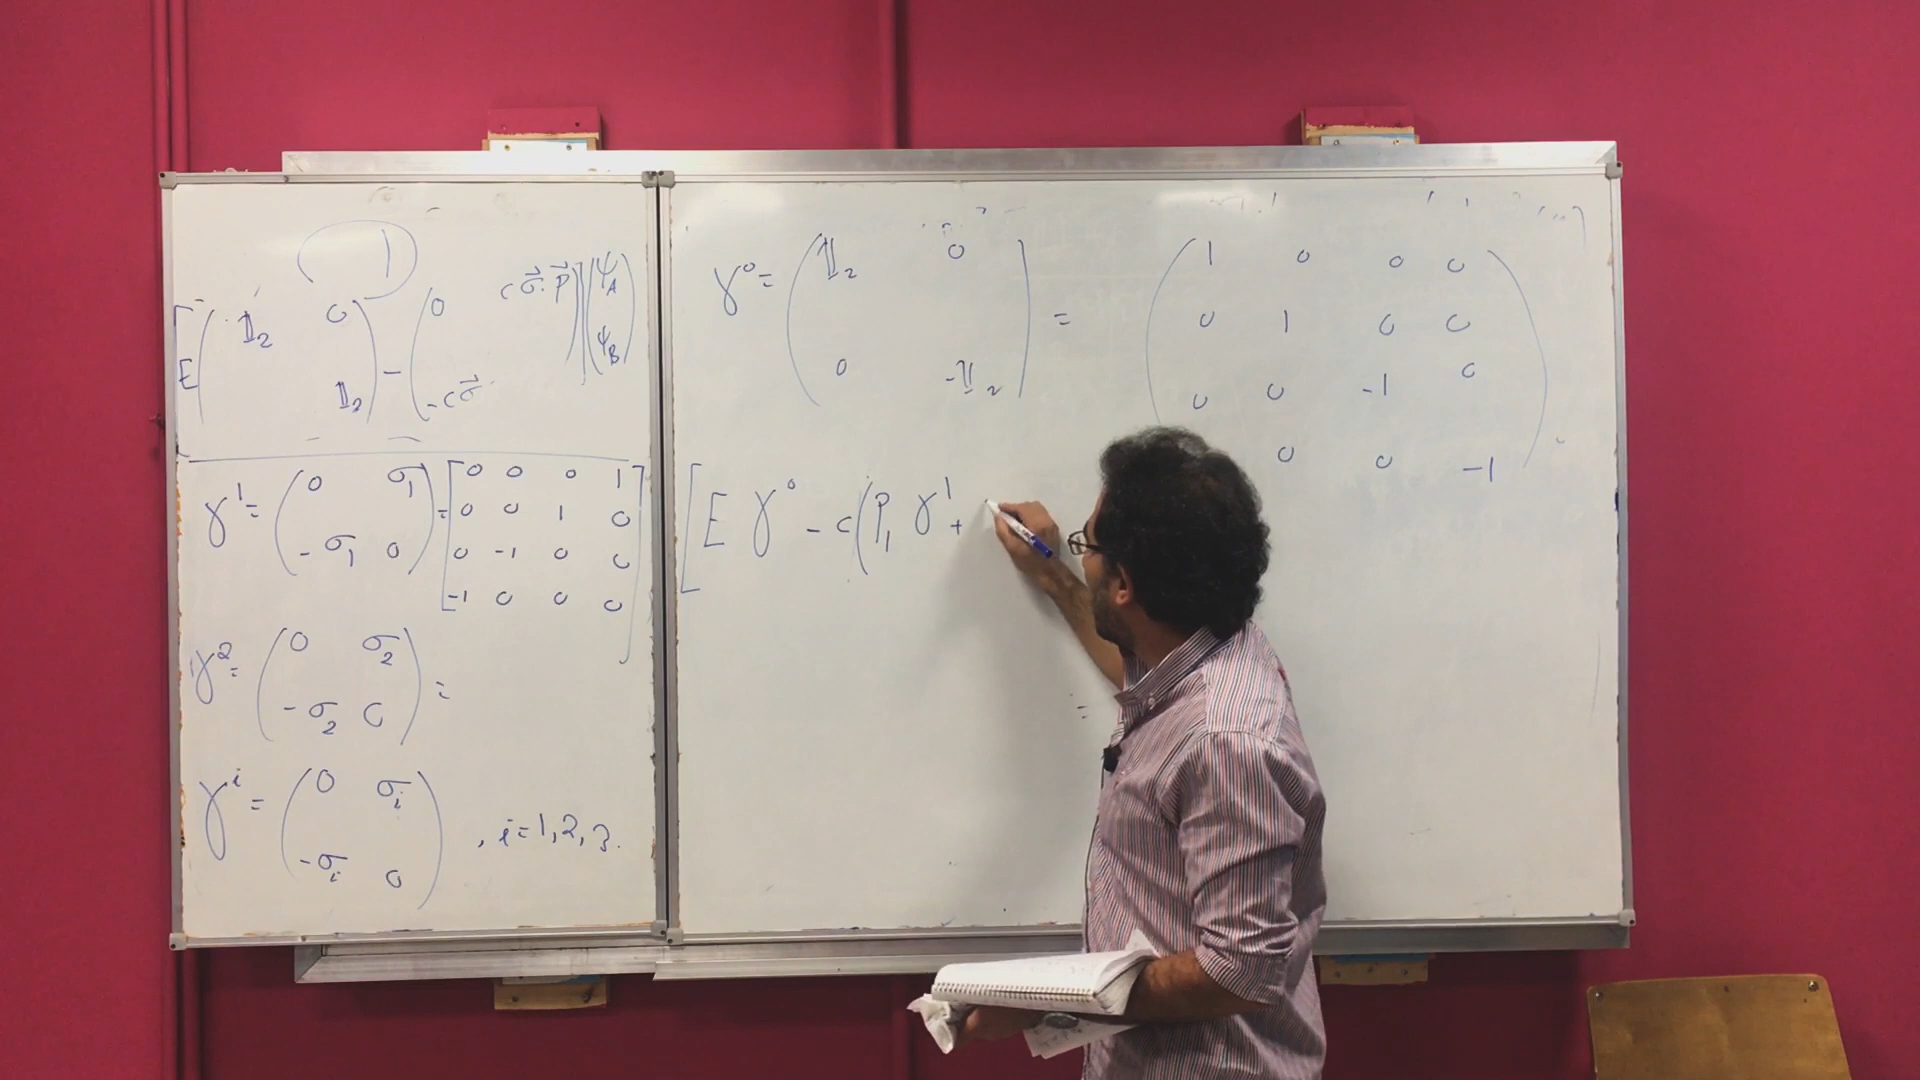 [E(𝟙₂ 0
E( 𝟙₂) - (0 cσ⃗·p⃗
-cσ⃗ )](ψ_A
ψ_B)
γ¹ = (0 σ₁
-σ₁ 0) = [0 0 0 1
0 0 1 0
0 -1 0 0
-1 0 0 0]
γ² = (0 σ₂
-σ₂ 0) =
γⁱ = (0 σᵢ
-σᵢ 0) , i=1,2,3.
γ⁰ = (𝟙₂ 0
0 -𝟙₂) = (1 0 0 0
0 1 0 0
0 0 -1 0
0 0 -1)
[E γ⁰ - c(p₁ γ¹ +
=